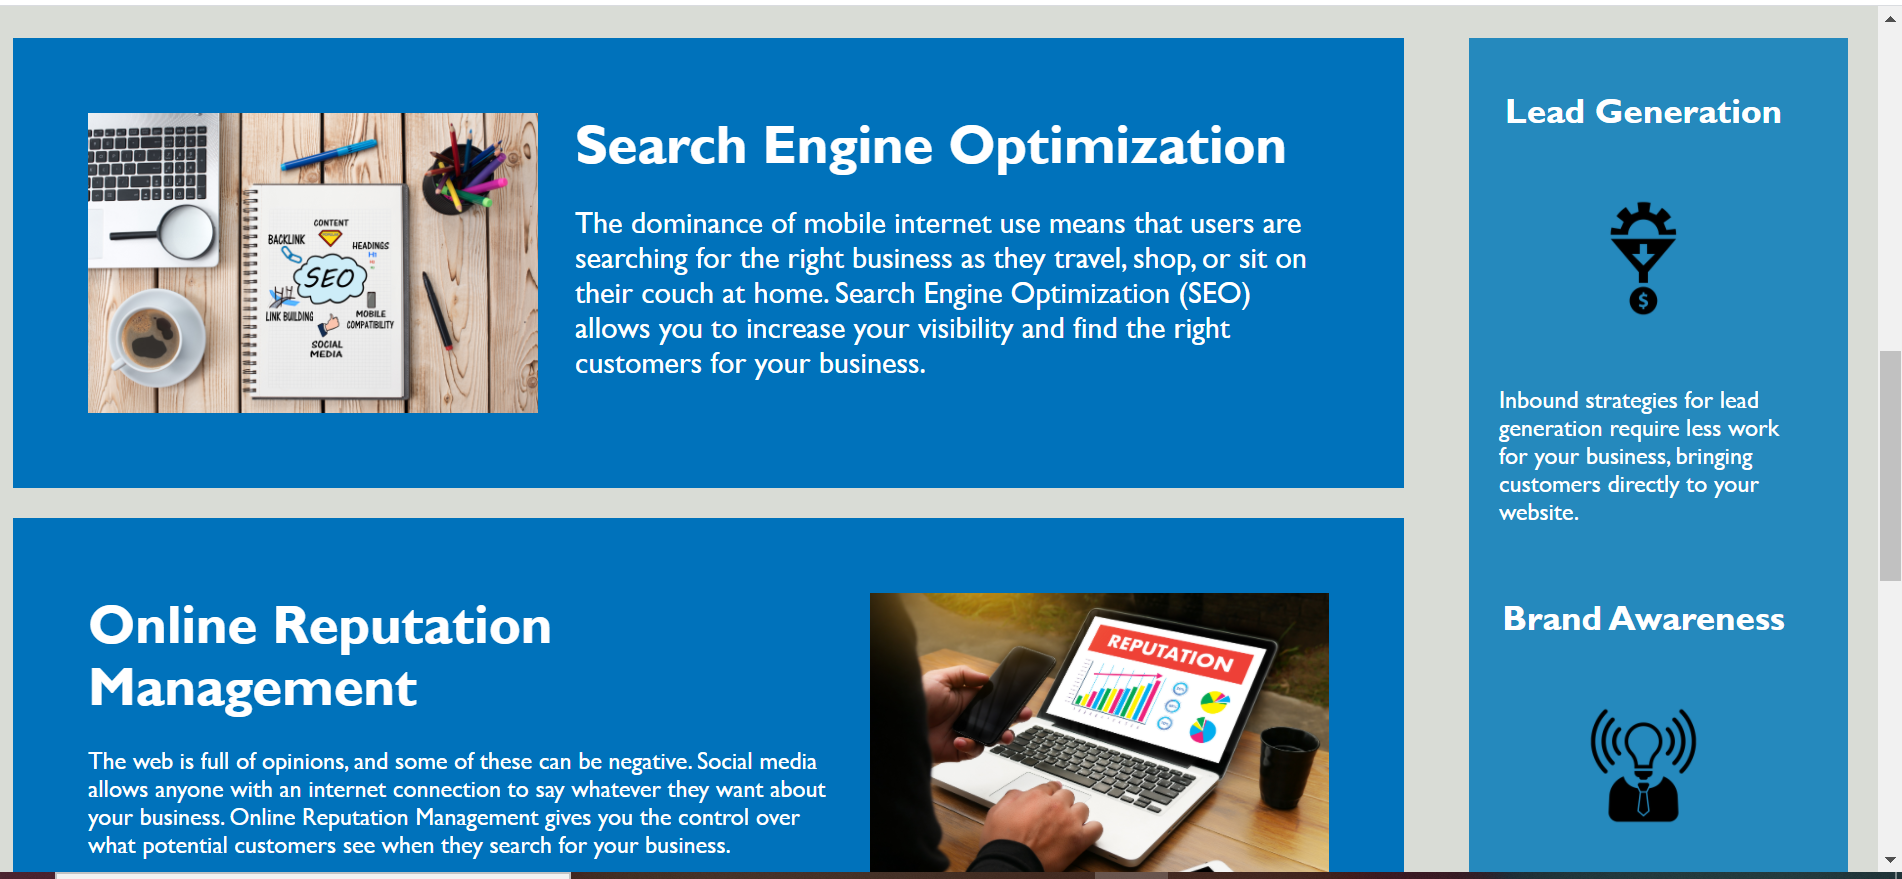 Search Engine Optimization
The dominance of mobile internet use means that users are
searching for the right business as they travel, shop, or sit on
their couch at home. Search Engine Optimization (SEO)
allows you to increase your visibility and find the right
customers for your business.
CONTENT
BACKLINK
HEADINGS
H1
SEO
LINK BUILDING
MOBILE
COMPATIBILITY
SOCIAL
MEDIA
Online Reputation
Management
The web is full of opinions, and some of these can be negative. Social media
allows anyone with an internet connection to say whatever they want about
your business. Online Reputation Management gives you the control over
what potential customers see when they search for your business.
REPUTATION
Lead Generation
$
Inbound strategies for lead
generation require less work
for your business, bringing
customers directly to your
website.
Brand Awareness